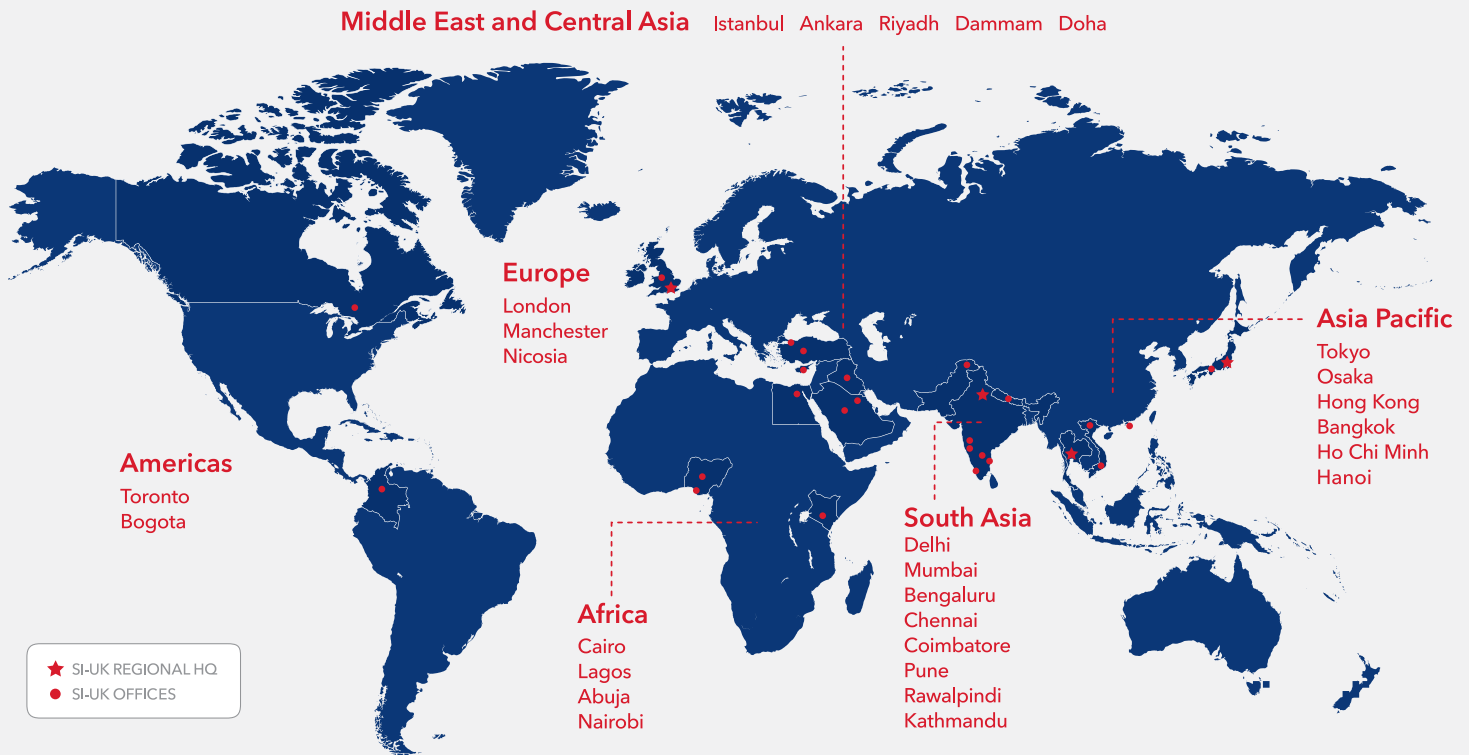 Middle East and Central Asia Istanbul Ankara Riyadh Dammam Doha
Europe
London
Manchester
Nicosia
Asia Pacific
Tokyo
Osaka
Hong Kong
Bangkok
Ho Chi Minh
Hanoi
Americas
Toronto
Bogota
South Asia
Delhi
Mumbai
Bengaluru
Chennai
Coimbatore
Pune
Rawalpindi
Kathmandu
Africa
Cairo
Lagos
Abuja
Nairobi
SI-UK REGIONAL HQ
SI-UK OFFICES